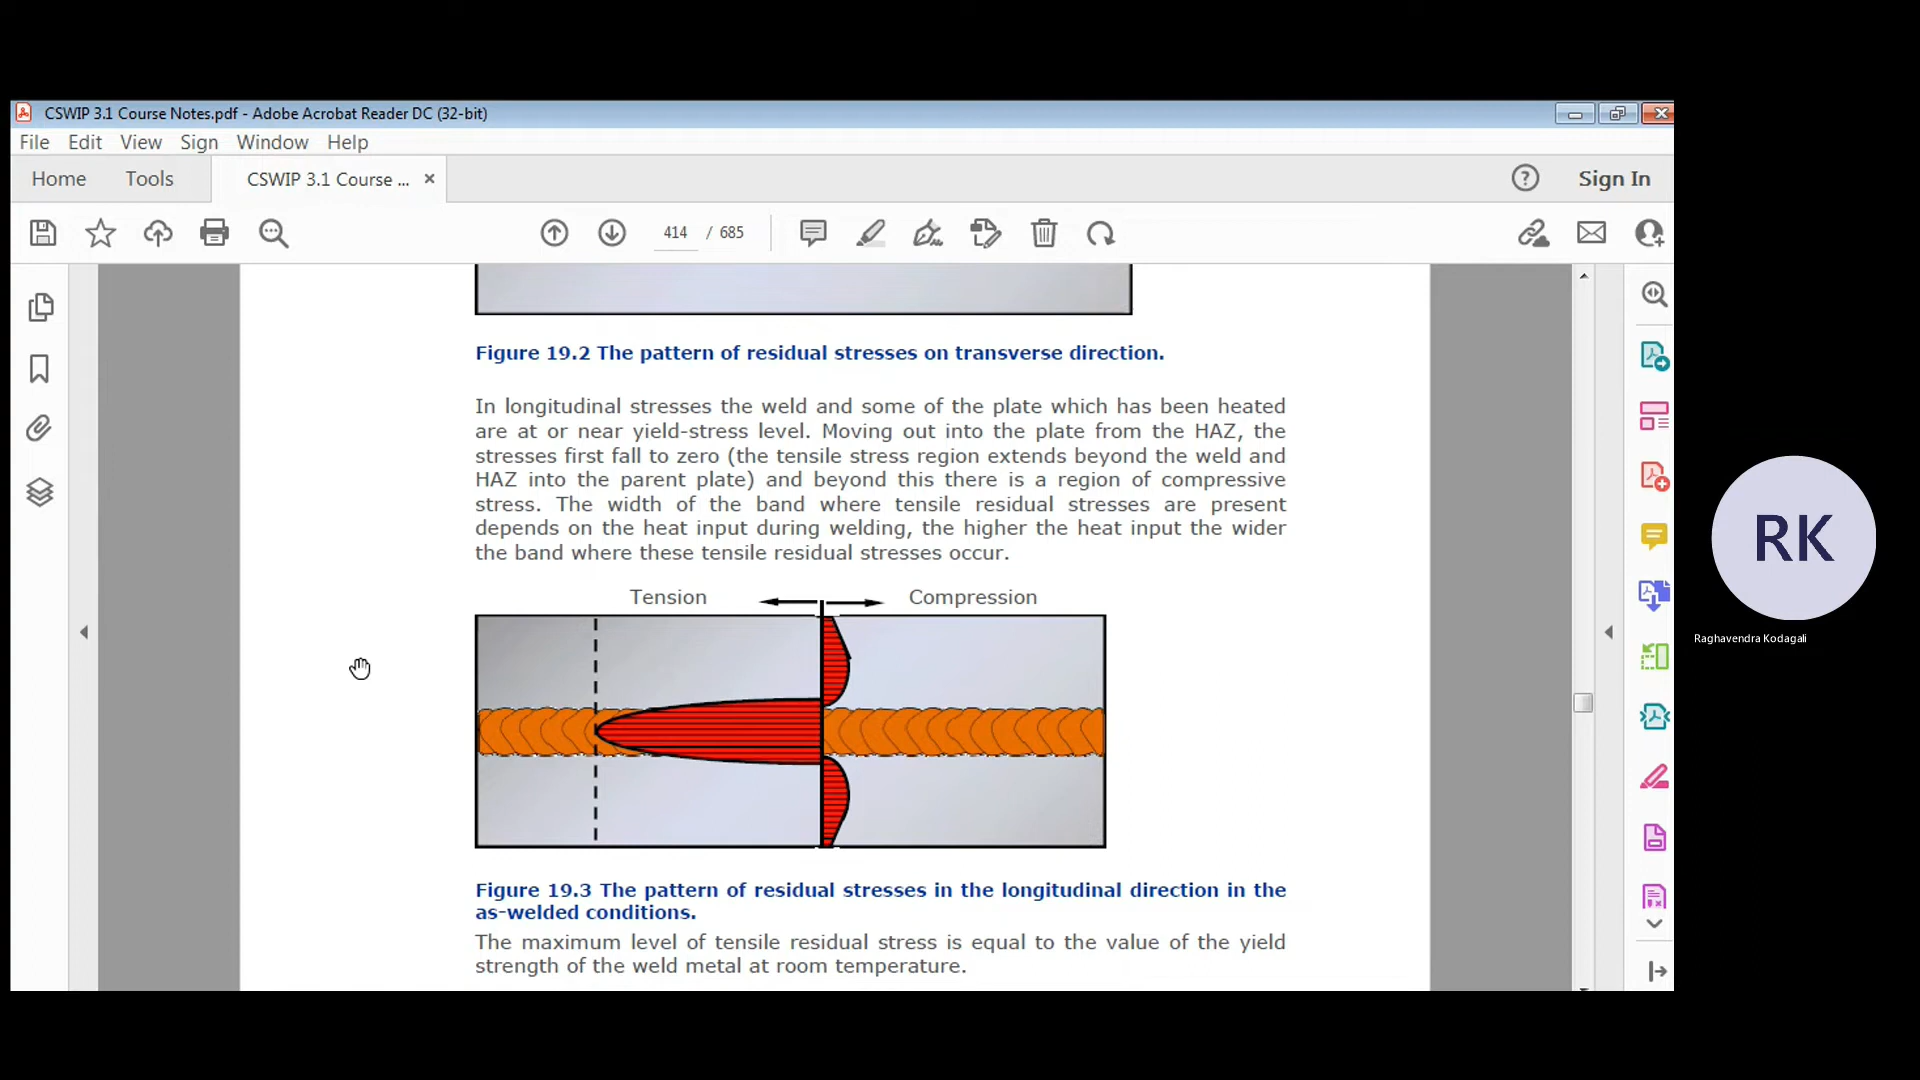 CSWIP 3.1 Course Notes.pdf - Adobe Acrobat Reader DC (32-bit)
File Edit View Sign Window Help
Home Tools CSWIP 3.1 Course ... Sign In
414 / 685
Figure 19.2 The pattern of residual stresses on transverse direction.
In longitudinal stresses the weld and some of the plate which has been heated
are at or near yield-stress level. Moving out into the plate from the HAZ, the
stresses first fall to zero (the tensile stress region extends beyond the weld and
HAZ into the parent plate) and beyond this there is a region of compressive
stress. The width of the band where tensile residual stresses are present
depends on the heat input during welding, the higher the heat input the wider
the band where these tensile residual stresses occur.
Tension Compression
Figure 19.3 The pattern of residual stresses in the longitudinal direction in the
as-welded conditions.
The maximum level of tensile residual stress is equal to the value of the yield
strength of the weld metal at room temperature.
RK
Raghavendra Kodagali